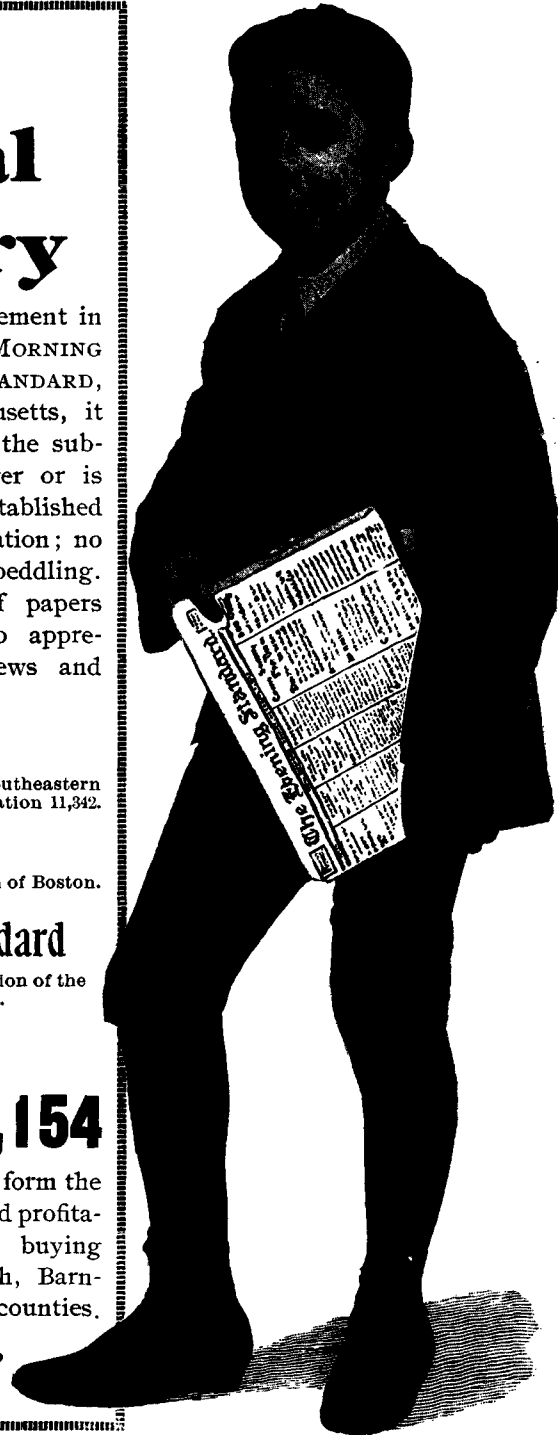 al
ry
ement in
MORNING
ANDARD,
usetts, it
the sub-
er or is
tablished
ation; no
peddling.
f papers
o appre-
ews and
utheastern
ation 11,342.
n of Boston.
dard
ion of the
,154
form the
d profita-
buying
h, Barn-
counties.
The Evening Standard.